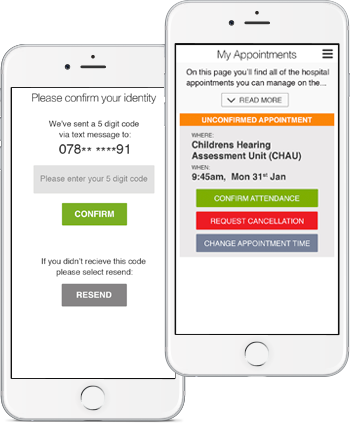 Please confirm your identity
We've sent a 5 digit code
via text message to:
078** ****91
Please enter your 5 digit code
CONFIRM
If you didn't recieve this code
please select resend:
RESEND
My Appointments
On this page you'll find all of the hospital
appointments you can manage on the...
READ MORE
UNCONFIRMED APPOINTMENT
WHERE:
Childrens Hearing
Assessment Unit (CHAU)
WHEN:
9:45am, Mon 31st Jan
CONFIRM ATTENDANCE
REQUEST CANCELLATION
CHANGE APPOINTMENT TIME